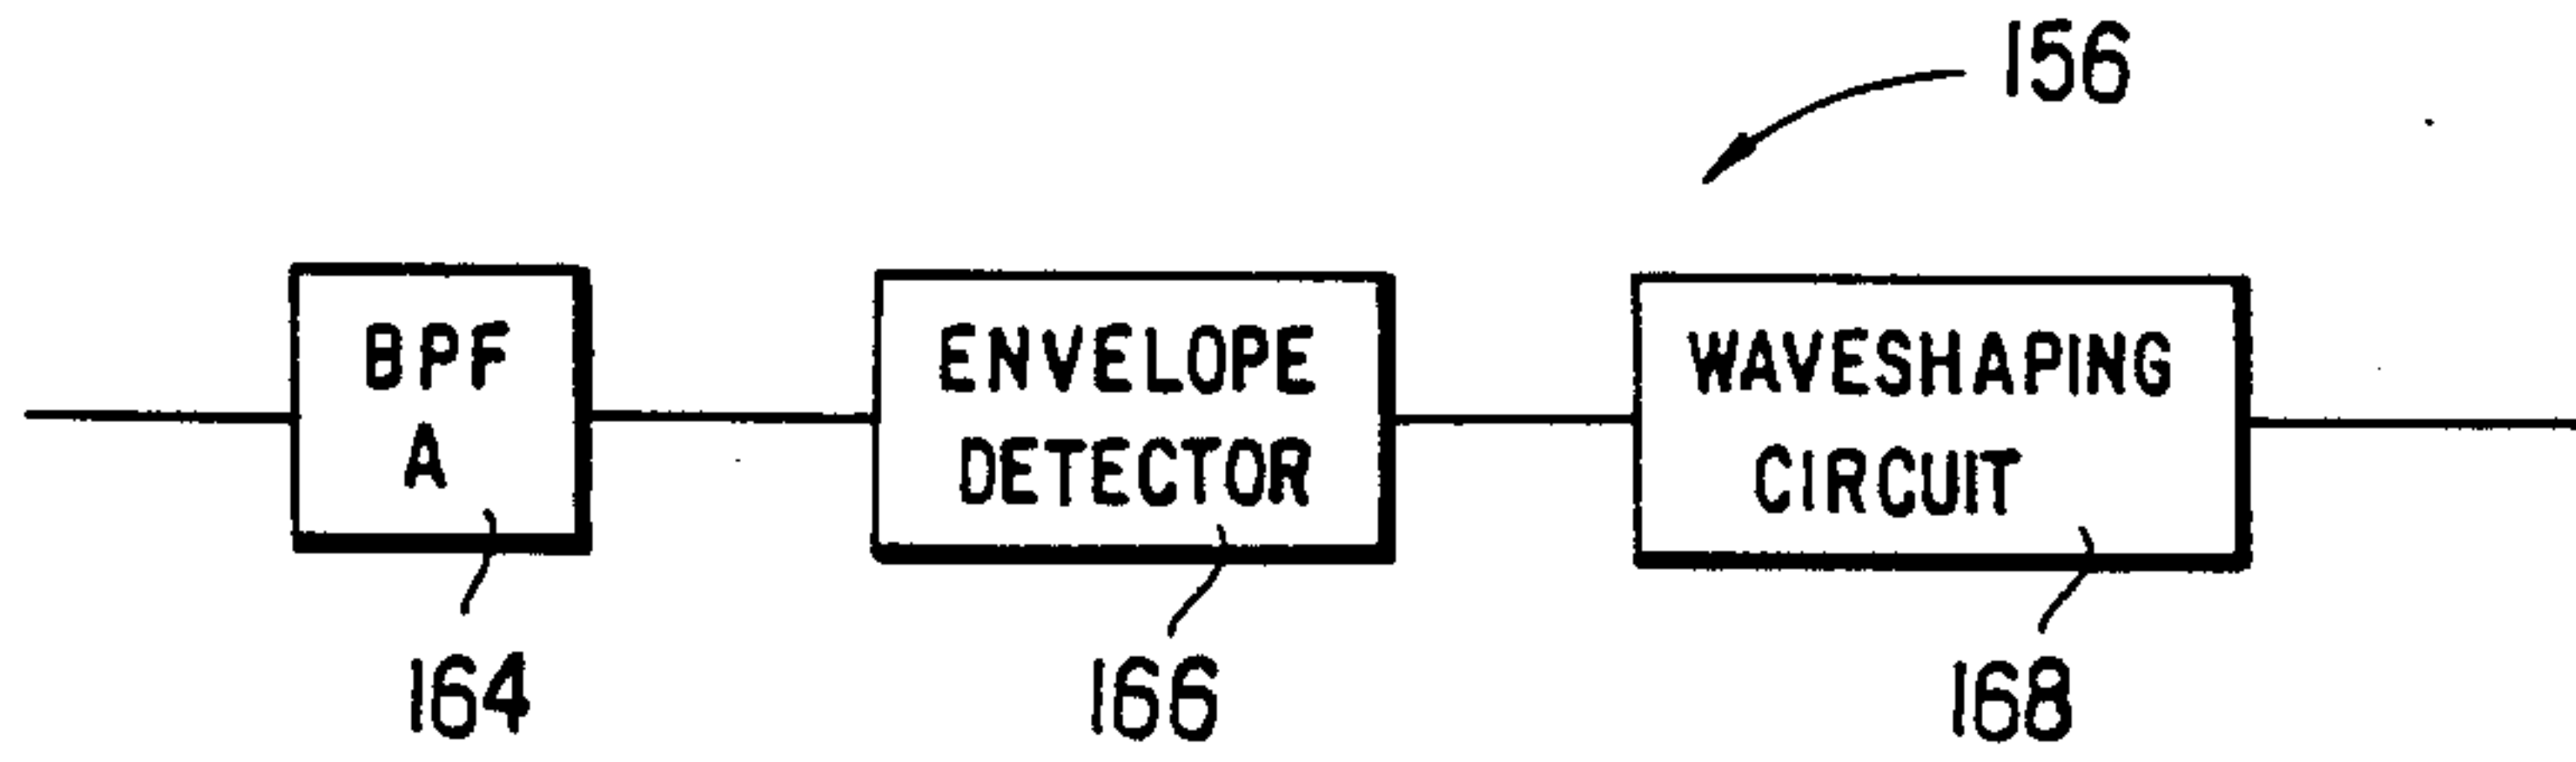 156
BPF
A
ENVELOPE
DETECTOR
WAVESHAPING
CIRCUIT
164
166
168